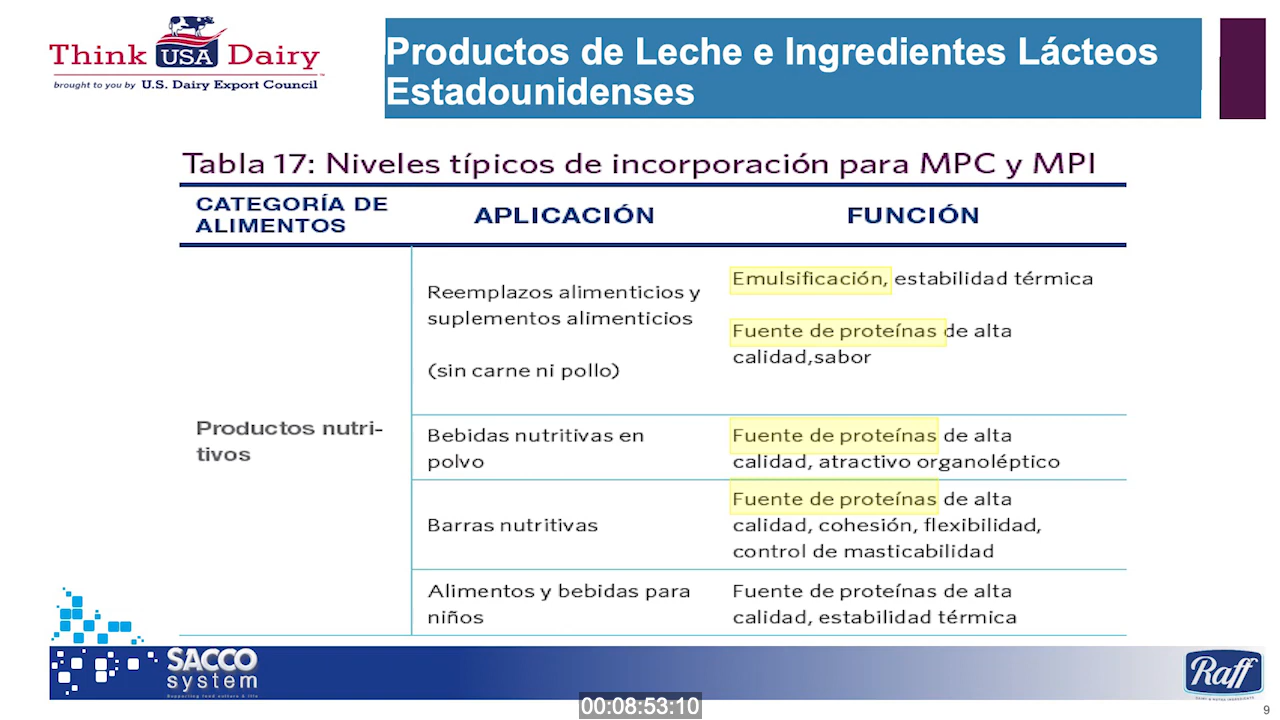 Think USA Dairy
brought to you by U.S. Dairy Export Council
Productos de Leche e Ingredientes Lácteos
Estadounidenses
Tabla 17: Niveles típicos de incorporación para MPC y MPI
CATEGORÍA DE
ALIMENTOS
APLICACIÓN
FUNCIÓN
Productos nutri-
tivos
Reemplazos alimenticios y
suplementos alimenticios
(sin carne ni pollo)
Emulsificación, estabilidad térmica
Fuente de proteínas de alta
calidad,sabor
Bebidas nutritivas en
polvo
Fuente de proteínas de alta
calidad, atractivo organoléptico
Barras nutritivas
Fuente de proteínas de alta
calidad, cohesión, flexibilidad,
control de masticabilidad
Alimentos y bebidas para
niños
Fuente de proteínas de alta
calidad, estabilidad térmica
SACCO
system
Supporting food culture & life
Raff
00:08:53:10
9